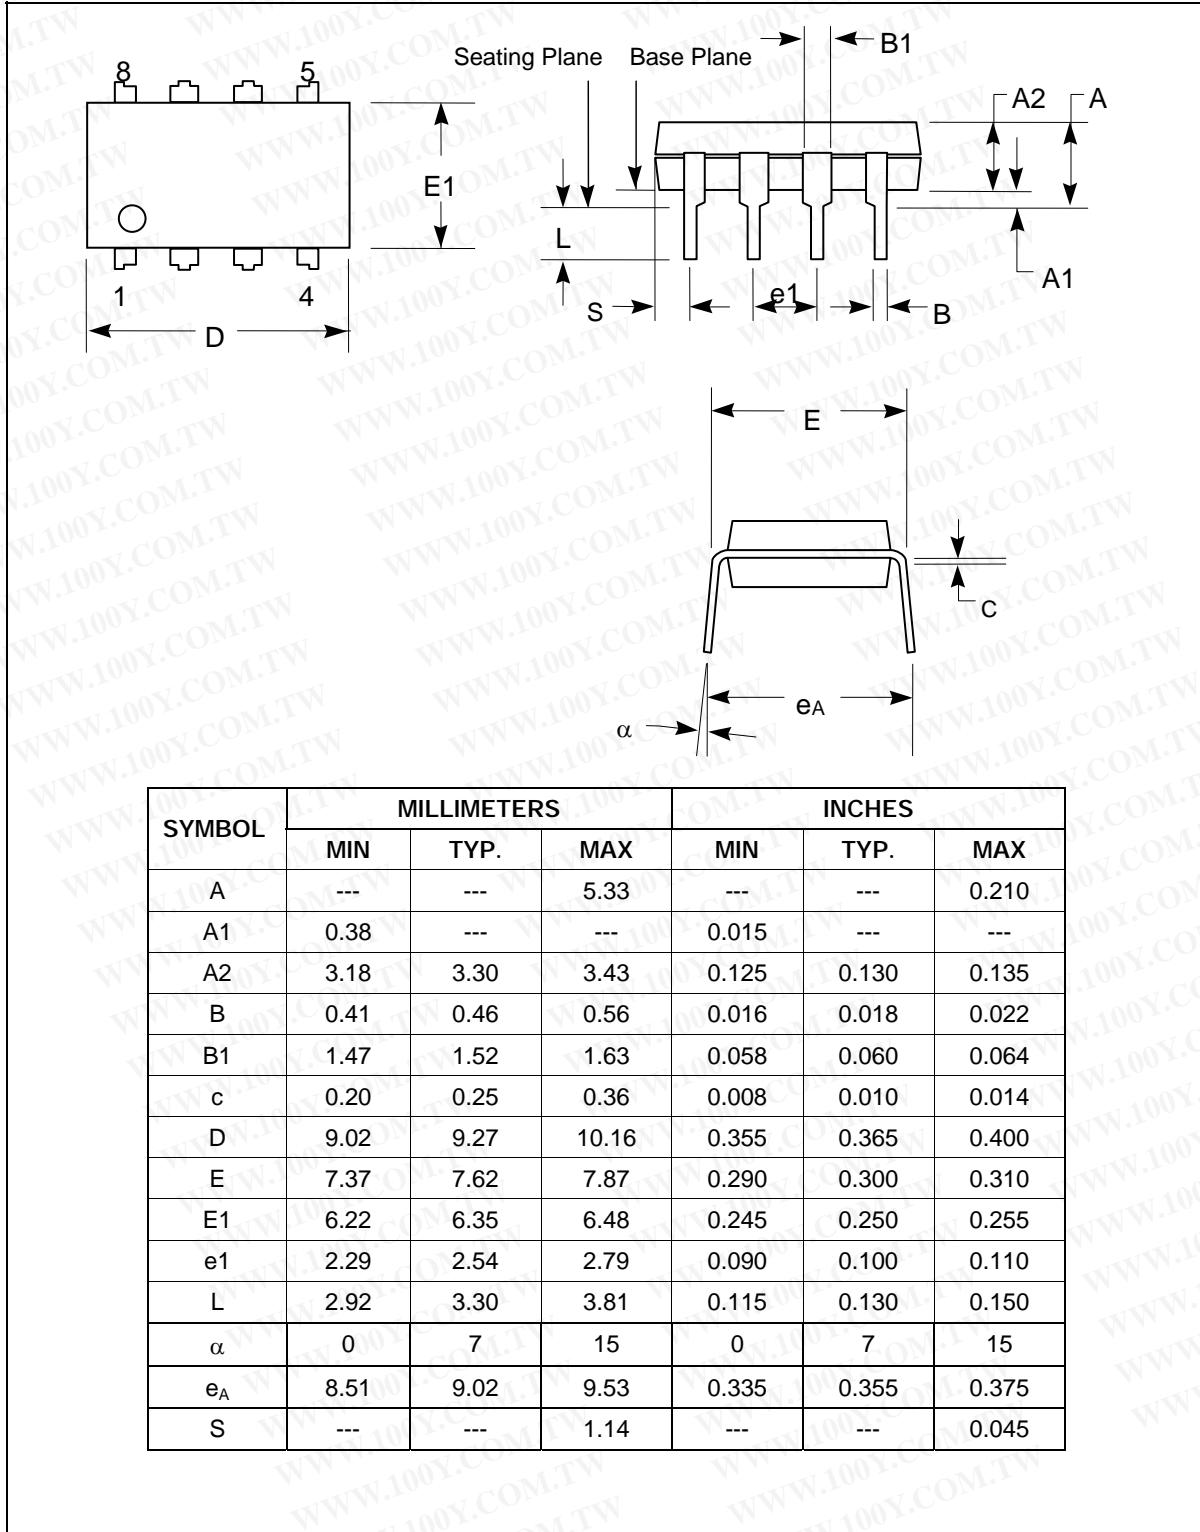 8 5
1 4
E1
D
Seating Plane Base Plane
B1
A2 A
L
A1
S e1 B
E
C
eA
α
SYMBOL MILLIMETERS INCHES
MIN TYP. MAX MIN TYP. MAX
A --- --- 5.33 --- --- 0.210
A1 0.38 --- --- 0.015 --- ---
A2 3.18 3.30 3.43 0.125 0.130 0.135
B 0.41 0.46 0.56 0.016 0.018 0.022
B1 1.47 1.52 1.63 0.058 0.060 0.064
c 0.20 0.25 0.36 0.008 0.010 0.014
D 9.02 9.27 10.16 0.355 0.365 0.400
E 7.37 7.62 7.87 0.290 0.300 0.310
E1 6.22 6.35 6.48 0.245 0.250 0.255
e1 2.29 2.54 2.79 0.090 0.100 0.110
L 2.92 3.30 3.81 0.115 0.130 0.150
α 0 7 15 0 7 15
eA 8.51 9.02 9.53 0.335 0.355 0.375
S --- --- 1.14 --- --- 0.045
WWW.100Y.COM.TW